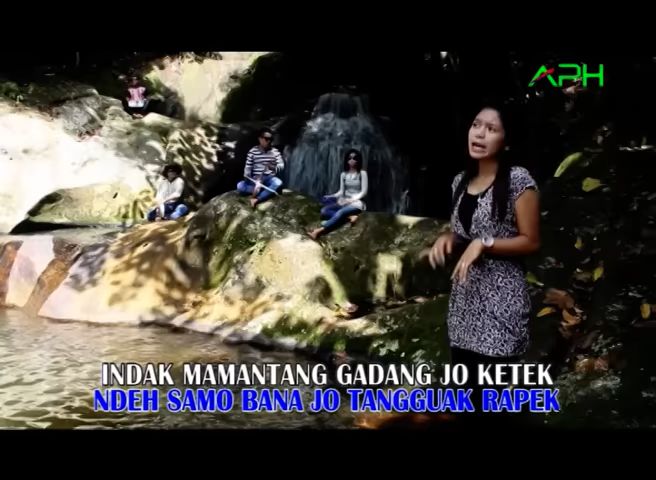 APH
INDAK MAMANTANG GADANG JO KETEK
NDEH SAMO BANA JO TANGGUAK RAPEK